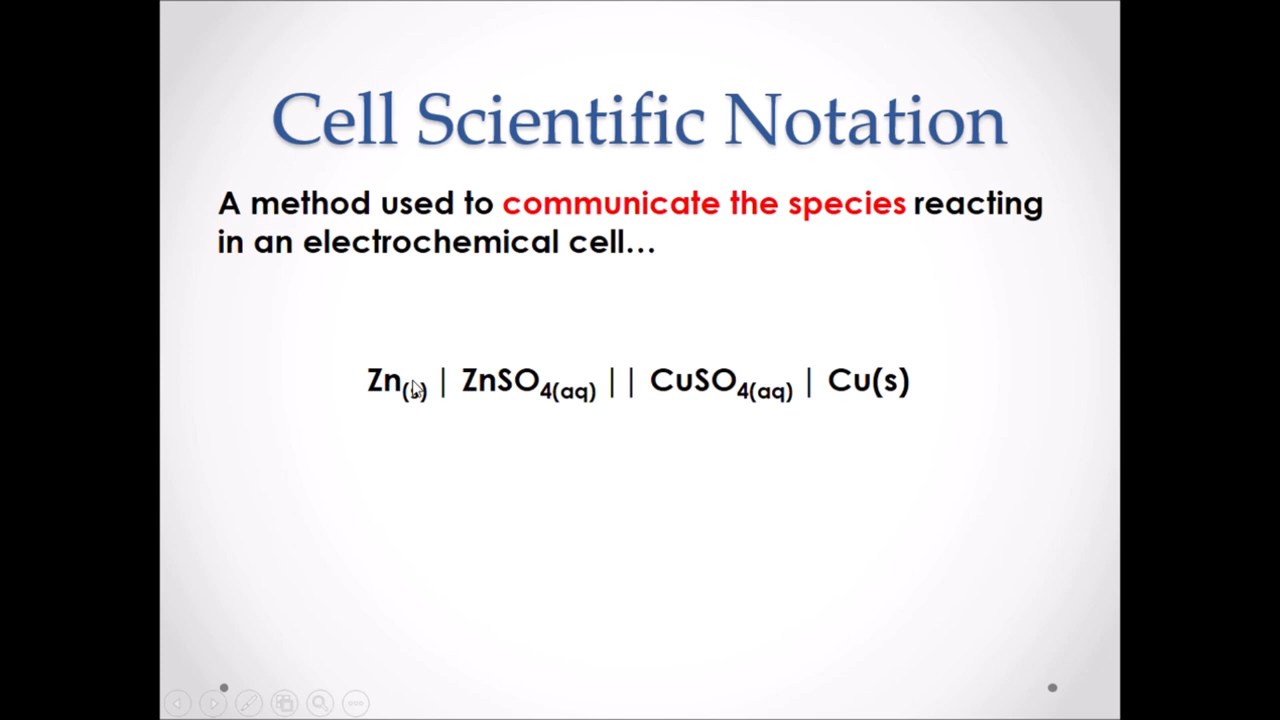 Cell Scientific Notation
A method used to communicate the species reacting
in an electrochemical cell…
Zn₍ₛ₎ | ZnSO₄(aq) || CuSO₄(aq) | Cu(s)